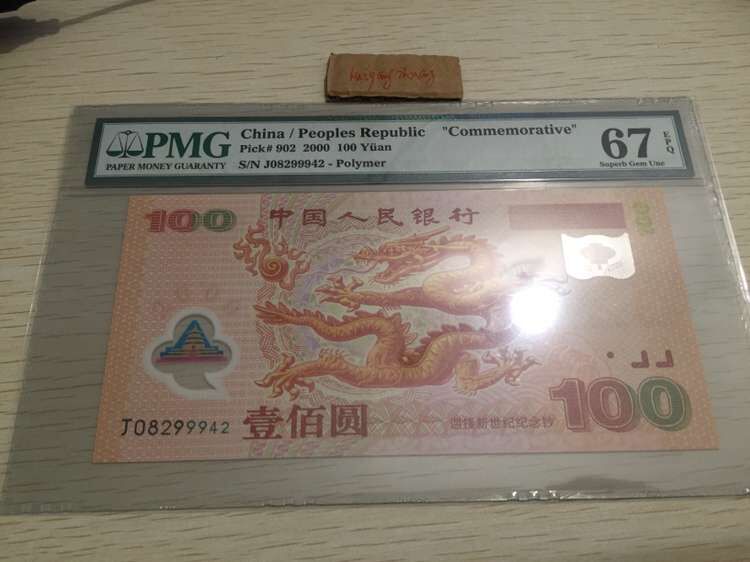 PMG
PAPER MONEY GUARANTY
China / Peoples Republic "Commemorative"
Pick# 902 2000 100 Yüan
S/N J08299942 - Polymer
67
EPQ
Superb Gem Unc
100
中国人民银行
J08299942
壹佰圆
迎接新世纪纪念钞
100